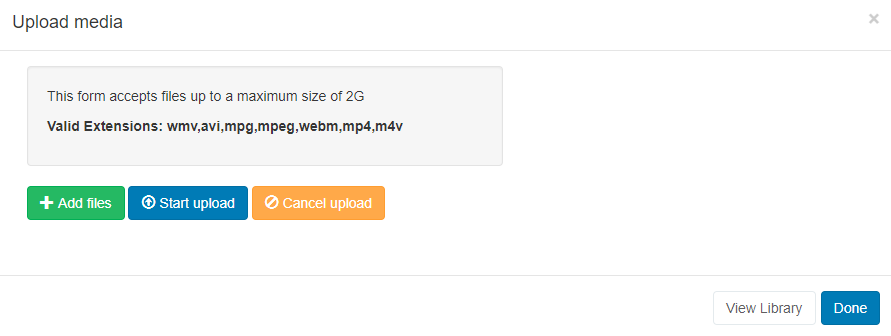 Upload media
×
This form accepts files up to a maximum size of 2G
Valid Extensions: wmv,avi,mpg,mpeg,webm,mp4,m4v
Add files Start upload Cancel upload
View Library Done